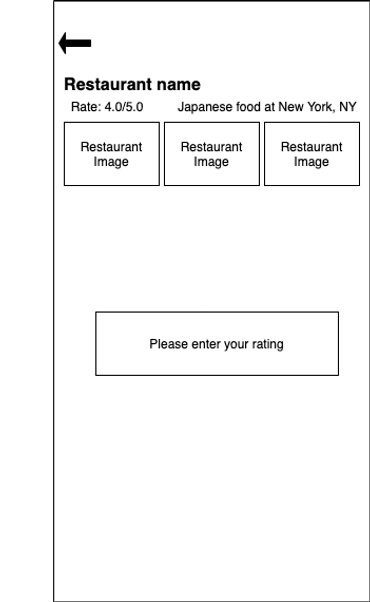 Restaurant name
Rate: 4.0/5.0 Japanese food at New York, NY
Restaurant
Image
Restaurant
Image
Restaurant
Image
Please enter your rating